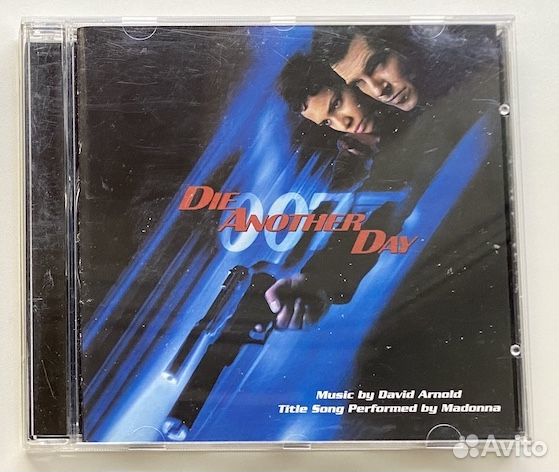 DIE
007
ANOTHER
DAY
Music by David Arnold
Title Song Performed by Madonna
Avito